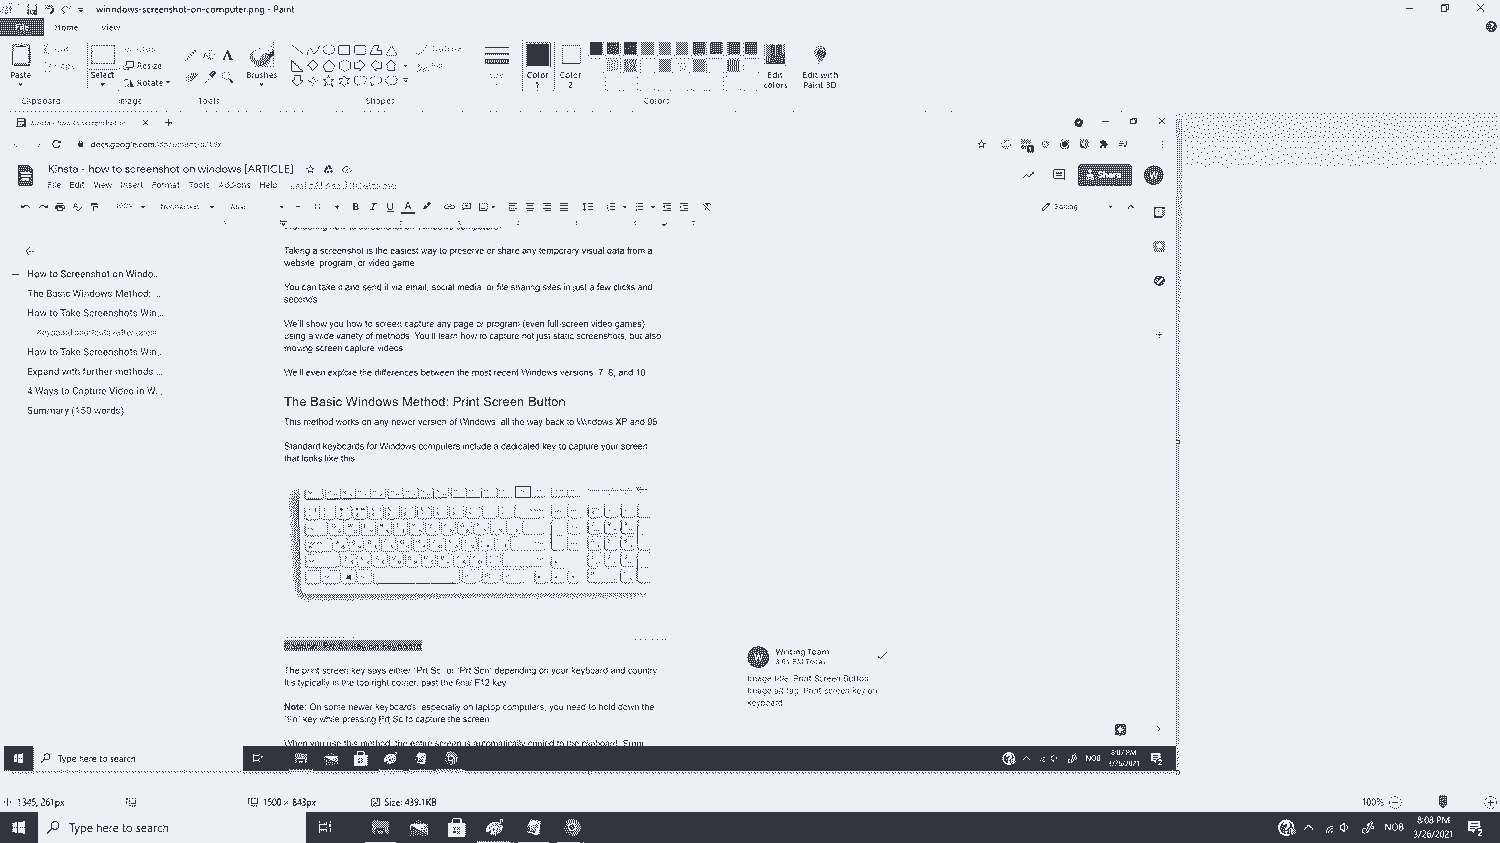 winndows-screenshot-on-computer.png - Paint
File Home View
Paste
Select
Resize
Rotate
A
Brushes
Color 1
Color 2
Edit colors
Edit with Paint 3D
Clipboard
Image
Tools
Shapes
Colors
docs.google.com
Kinsta - how to screenshot on windows [ARTICLE]
File Edit View Insert Format Tools Add-ons Help
Share
W
B I U A
Editing
How to Screenshot on Windo...
The Basic Windows Method: ...
How to Take Screenshots Win...
How to Take Screenshots Win...
Expand with further methods ...
4 Ways to Capture Video in W...
Summary (150 words)
Taking a screenshot is the easiest way to preserve or share any temporary visual data from a
website, program, or video game.
You can take it and send it via email, social media, or file sharing sites in just a few clicks and
seconds.
We'll show you how to screen capture any page or program (even full-screen video games)
using a wide variety of methods. You'll learn how to capture not just static screenshots, but also
moving screen capture videos.
We'll even explore the differences between the most recent Windows versions, 7, 8, and 10.
The Basic Windows Method: Print Screen Button
This method works on any newer version of Windows, all the way back to Windows XP and 95.
Standard keyboards for Windows computers include a dedicated key to capture your screen
that looks like this:
The print screen key says either "Prt Sc" or "Prt Scn" depending on your keyboard and country.
It's typically in the top right corner, past the final F12 key.
Note: On some newer keyboards, especially on laptop computers, you need to hold down the
"Fn" key while pressing Prt Sc to capture the screen.
When you use this method, the entire screen is automatically copied to the clipboard. From
W
Writing Team
Today
Image title: Print Screen Button
Image alt tag: Print screen key on
keyboard
Type here to search
NOB
8:07 PM
3/26/2021
2
1345, 261px
1500 × 843px
Size: 439.1KB
100%
Type here to search
NOB
8:08 PM
3/26/2021
2